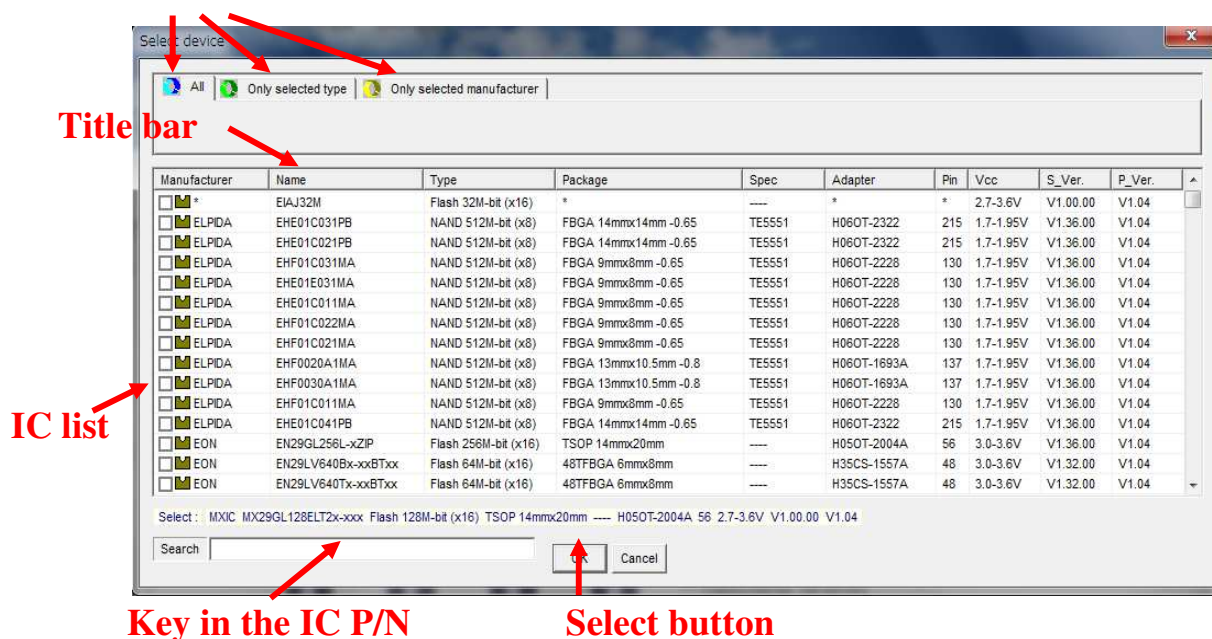 Select device
All Only selected type Only selected manufacturer
Title bar
Manufacturer Name Type Package Spec Adapter Pin Vcc S_Ver. P_Ver.
* EIAJ32M Flash 32M-bit (x16) * ---- * * 2.7-3.6V V1.00.00 V1.04
ELPIDA EHE01C031PB NAND 512M-bit (x8) FBGA 14mmx14mm -0.65 TE5551 H06OT-2322 215 1.7-1.95V V1.36.00 V1.04
ELPIDA EHE01C021PB NAND 512M-bit (x8) FBGA 14mmx14mm -0.65 TE5551 H06OT-2322 215 1.7-1.95V V1.36.00 V1.04
ELPIDA EHF01C031MA NAND 512M-bit (x8) FBGA 9mmx8mm -0.65 TE5551 H06OT-2228 130 1.7-1.95V V1.36.00 V1.04
ELPIDA EHE01E031MA NAND 512M-bit (x8) FBGA 9mmx8mm -0.65 TE5551 H06OT-2228 130 1.7-1.95V V1.36.00 V1.04
ELPIDA EHE01C011MA NAND 512M-bit (x8) FBGA 9mmx8mm -0.65 TE5551 H06OT-2228 130 1.7-1.95V V1.36.00 V1.04
ELPIDA EHF01C022MA NAND 512M-bit (x8) FBGA 9mmx8mm -0.65 TE5551 H06OT-2228 130 1.7-1.95V V1.36.00 V1.04
ELPIDA EHF01C021MA NAND 512M-bit (x8) FBGA 9mmx8mm -0.65 TE5551 H06OT-2228 130 1.7-1.95V V1.36.00 V1.04
ELPIDA EHF0020A1MA NAND 512M-bit (x8) FBGA 13mmx10.5mm -0.8 TE5551 H06OT-1693A 137 1.7-1.95V V1.36.00 V1.04
ELPIDA EHF0030A1MA NAND 512M-bit (x8) FBGA 13mmx10.5mm -0.8 TE5551 H06OT-1693A 137 1.7-1.95V V1.36.00 V1.04
ELPIDA EHF01C011MA NAND 512M-bit (x8) FBGA 9mmx8mm -0.65 TE5551 H06OT-2228 130 1.7-1.95V V1.36.00 V1.04
IC list
ELPIDA EHE01C041PB NAND 512M-bit (x8) FBGA 14mmx14mm -0.65 TE5551 H06OT-2322 215 1.7-1.95V V1.36.00 V1.04
EON EN29GL256L-xZIP Flash 256M-bit (x16) TSOP 14mmx20mm ---- H05OT-2004A 56 3.0-3.6V V1.36.00 V1.04
EON EN29LV640Bx-xxBTxx Flash 64M-bit (x16) 48TFBGA 6mmx8mm ---- H35CS-1557A 48 3.0-3.6V V1.32.00 V1.04
EON EN29LV640Tx-xxBTxx Flash 64M-bit (x16) 48TFBGA 6mmx8mm ---- H35CS-1557A 48 3.0-3.6V V1.32.00 V1.04
Select : MXIC MX29GL128ELT2x-xxx Flash 128M-bit (x16) TSOP 14mmx20mm ---- H05OT-2004A 56 2.7-3.6V V1.00.00 V1.04
Search OK Cancel
Key in the IC P/N Select button